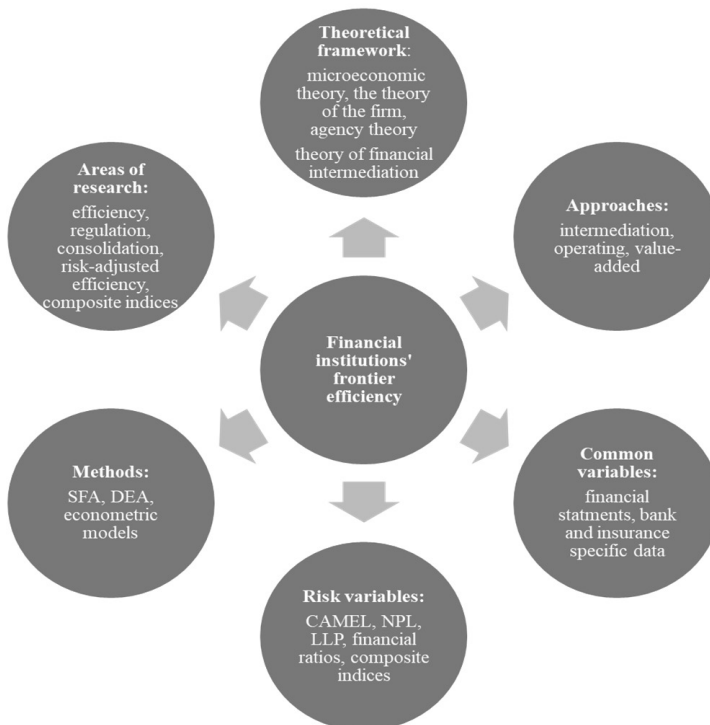 Theoretical
framework:
microeconomic
theory, the theory
of the firm,
agency theory
theory of financial
intermediation
Areas of
research:
efficiency,
regulation,
consolidation,
risk-adjusted
efficiency,
composite indices
Approaches:
intermediation,
operating, value-
added
Financial
institutions'
frontier
efficiency
Methods:
SFA, DEA,
econometric
models
Common
variables:
financial
statments, bank
and insurance
specific data
Risk variables:
CAMEL, NPL,
LLP, financial
ratios, composite
indices